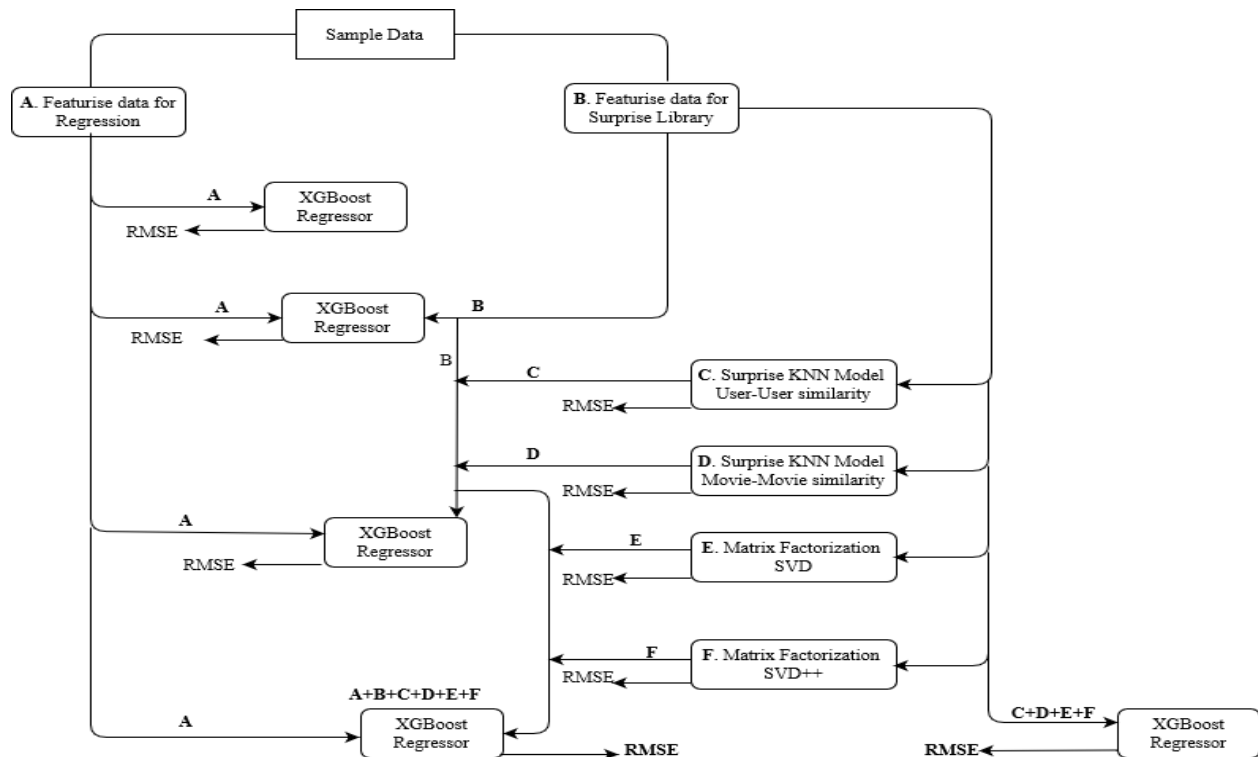 Sample Data
A. Featurise data for
Regression
B. Featurise data for
Surprise Library
A
XGBoost
Regressor
RMSE
A
XGBoost
Regressor
B
RMSE
B
C
C. Surprise KNN Model
User-User similarity
RMSE
D
D. Surprise KNN Model
Movie-Movie similarity
RMSE
A
XGBoost
Regressor
RMSE
E
E. Matrix Factorization
SVD
RMSE
F
F. Matrix Factorization
SVD++
RMSE
A+B+C+D+E+F
A
XGBoost
Regressor
RMSE
C+D+E+F
XGBoost
Regressor
RMSE